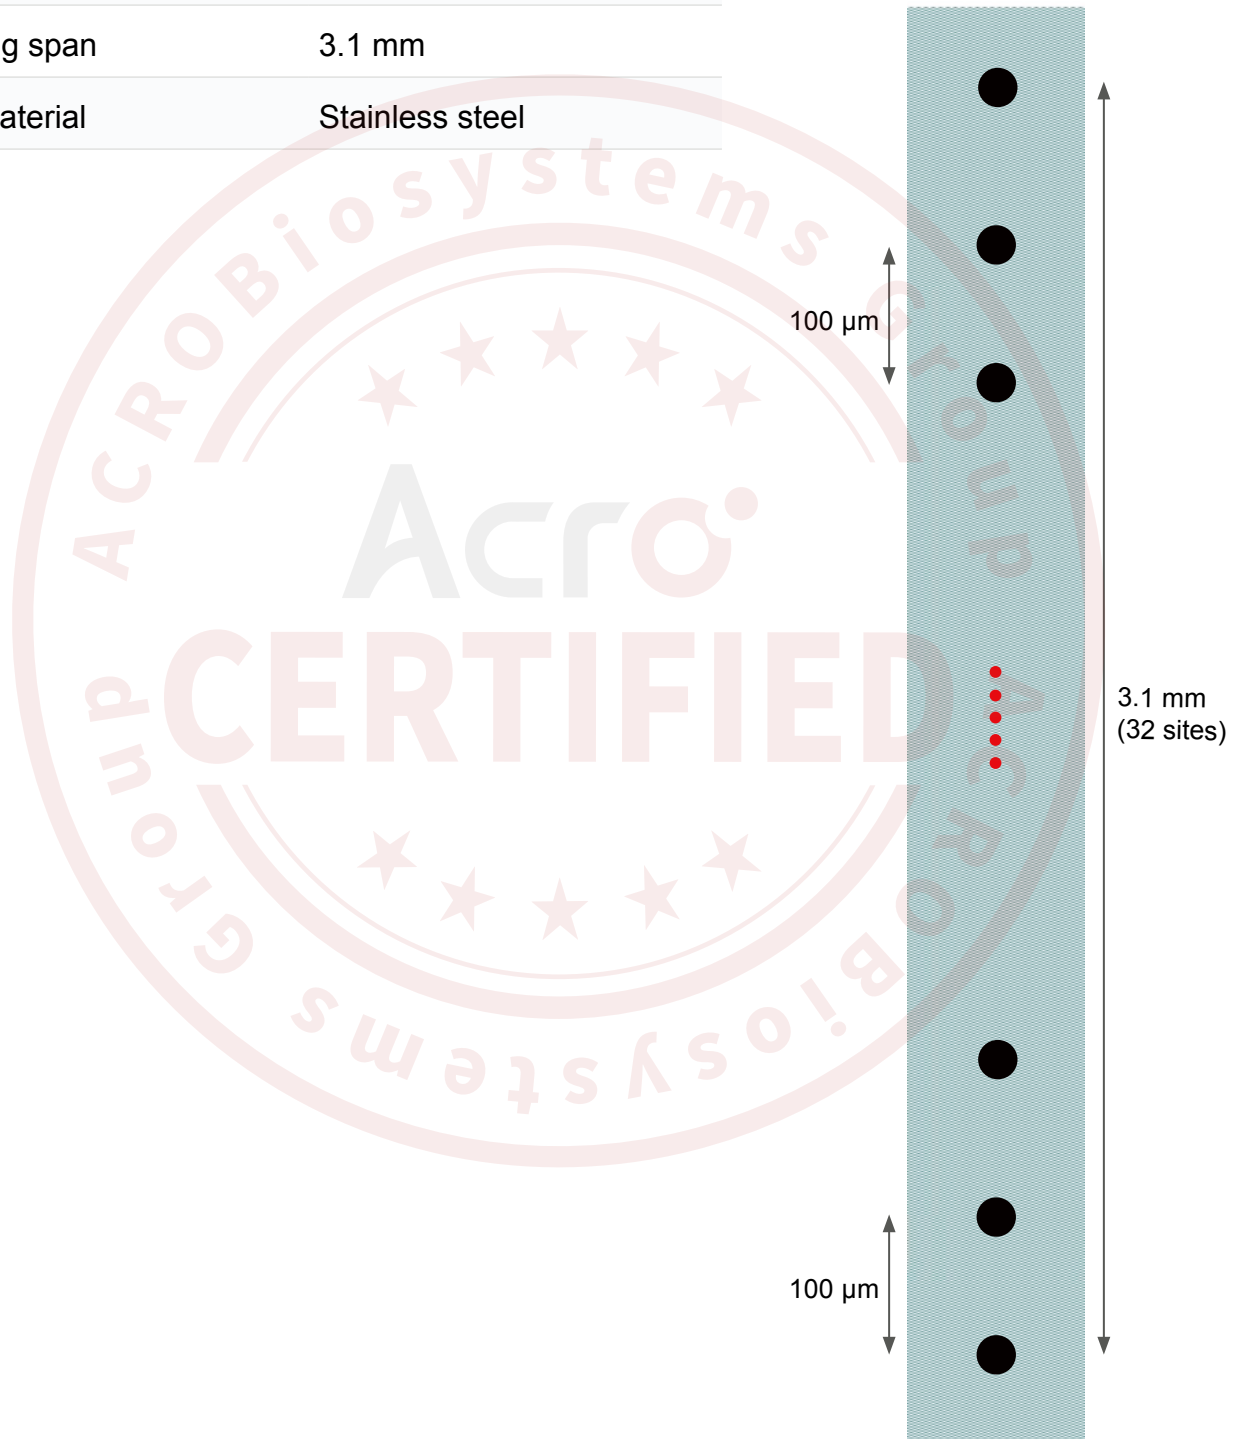 g span 3.1 mm
aterial Stainless steel
100 µm
3.1 mm
(32 sites)
100 µm
ACROBiosystems Group ACROBiosystems Group
Acro
CERTIFIED